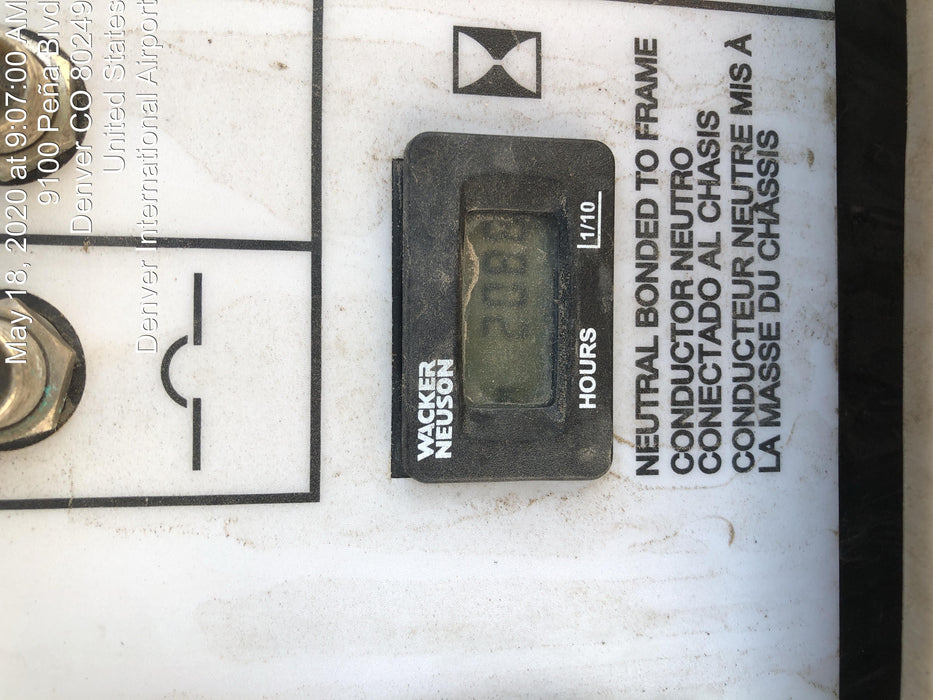 May 18, 2020 at 9:07:00 AM
9100 Peña Blvd
Denver CO 80249
United States
Denver International Airport
WACKER
NEUSON
HOURS
1/10
NEUTRAL BONDED TO FRAME
CONDUCTOR NEUTRO
CONECTADO AL CHASIS
CONDUCTEUR NEUTRE MIS À
LA MASSE DU CHÂSSIS